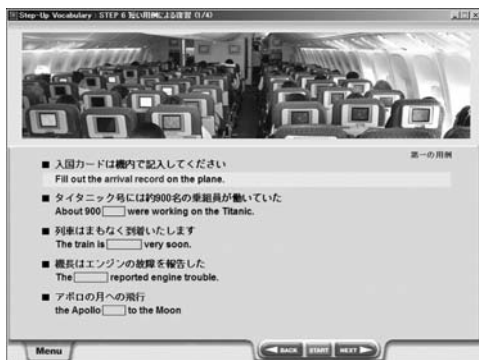 Step-Up Vocabulary : STEP 6 短い用例による復習 (1/4)
第一の用例
■ 入国カードは機内で記入してください
Fill out the arrival record on the plane.
■ タイタニック号には約900名の乗組員が働いていた
About 900 were working on the Titanic.
■ 列車はまもなく到着いたします
The train is very soon.
■ 機長はエンジンの故障を報告した
The reported engine trouble.
■ アポロの月への飛行
the Apollo to the Moon
Menu
BACK START NEXT